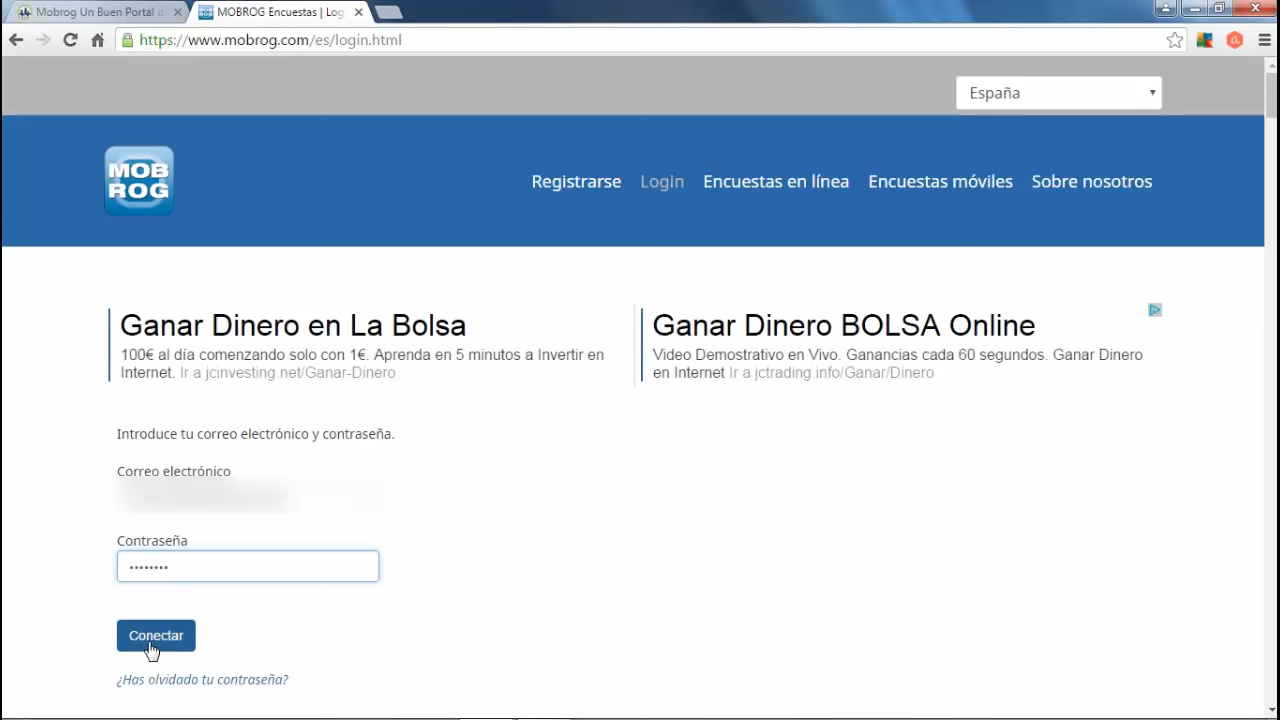 Mobrog Un Buen Portal d
MOBROG Encuestas | Log
https://www.mobrog.com/es/login.html
España
MOB
ROG
Registrarse Login Encuestas en línea Encuestas móviles Sobre nosotros
Ganar Dinero en La Bolsa
100€ al día comenzando solo con 1€. Aprenda en 5 minutos a Invertir en
Internet. Ir a jcinvesting.net/Ganar-Dinero
Ganar Dinero BOLSA Online
Video Demostrativo en Vivo. Ganancias cada 60 segundos. Ganar Dinero
en Internet Ir a jctrading.info/Ganar/Dinero
Introduce tu correo electrónico y contraseña.
Correo electrónico
Contraseña
••••••••
Conectar
¿Has olvidado tu contraseña?